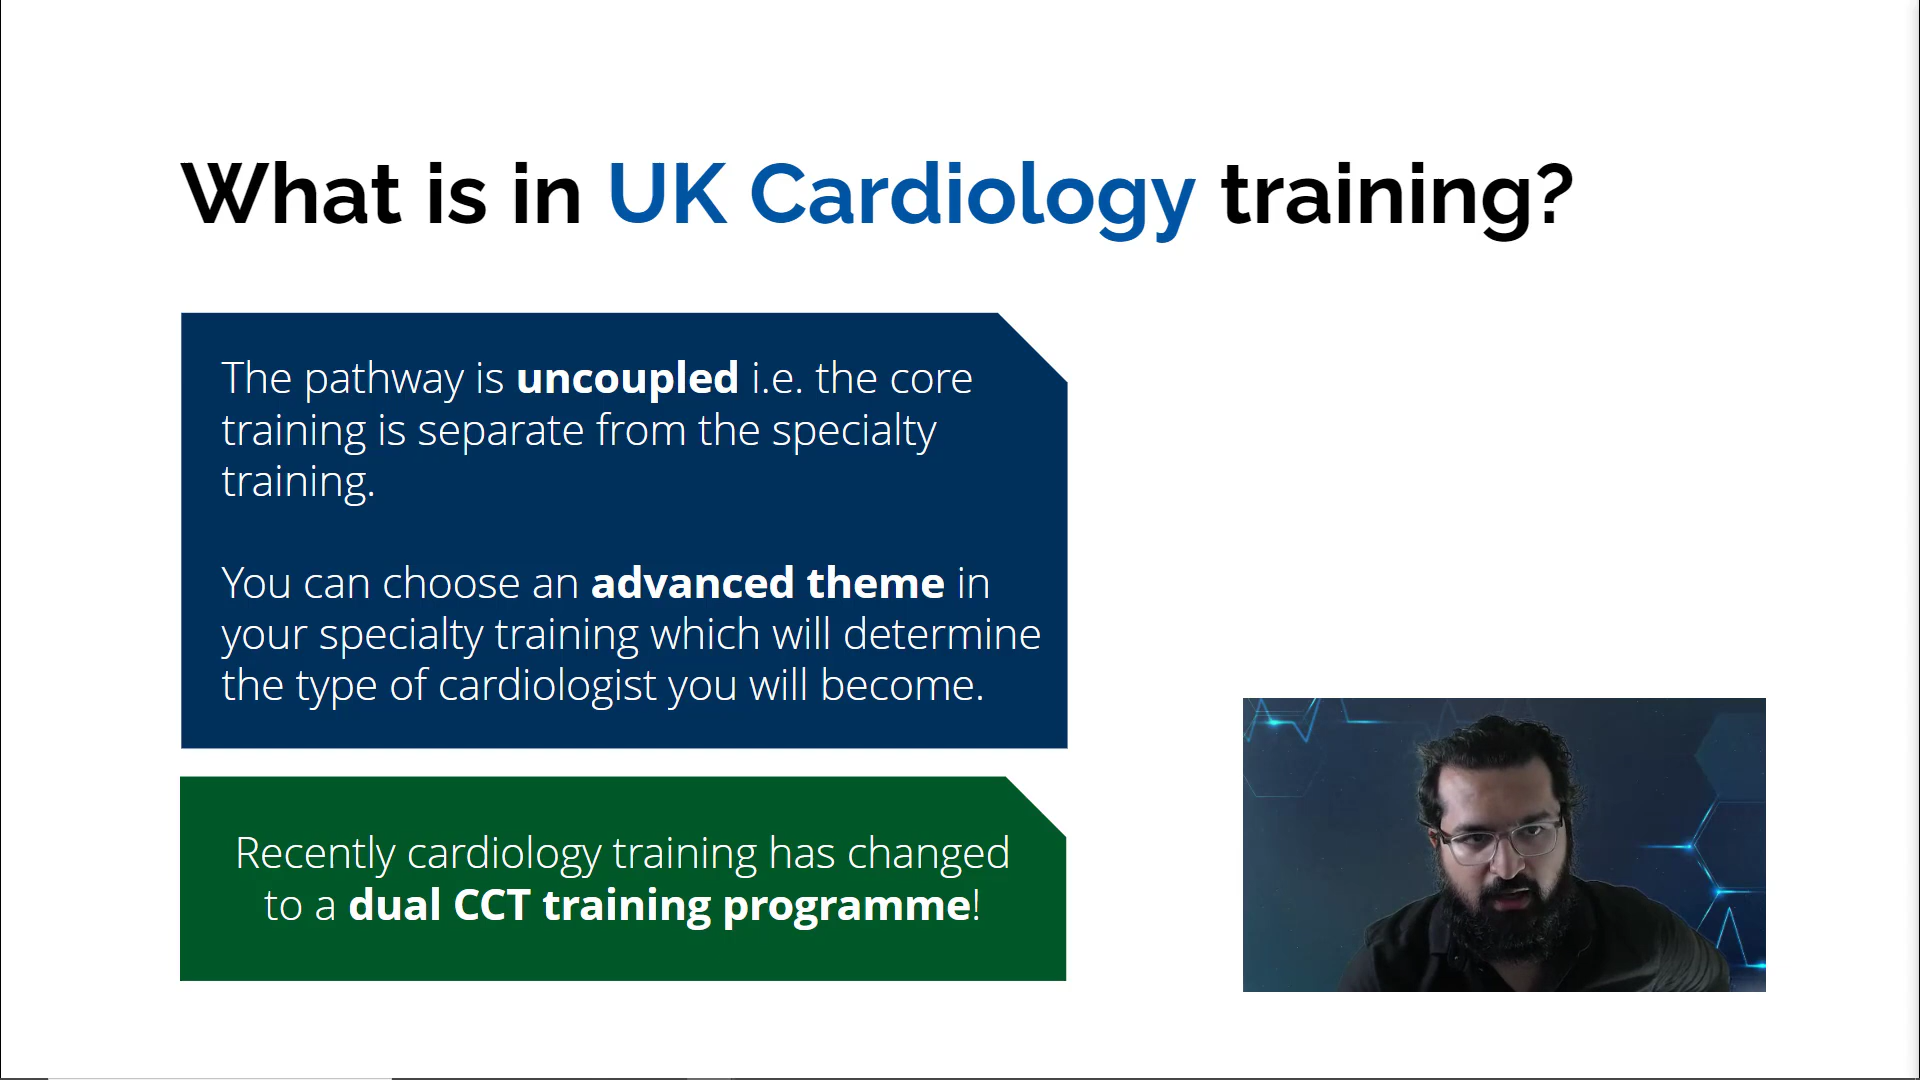 What is in UK Cardiology training?
The pathway is uncoupled i.e. the core
training is separate from the specialty
training.
You can choose an advanced theme in
your specialty training which will determine
the type of cardiologist you will become.
Recently cardiology training has changed
to a dual CCT training programme!